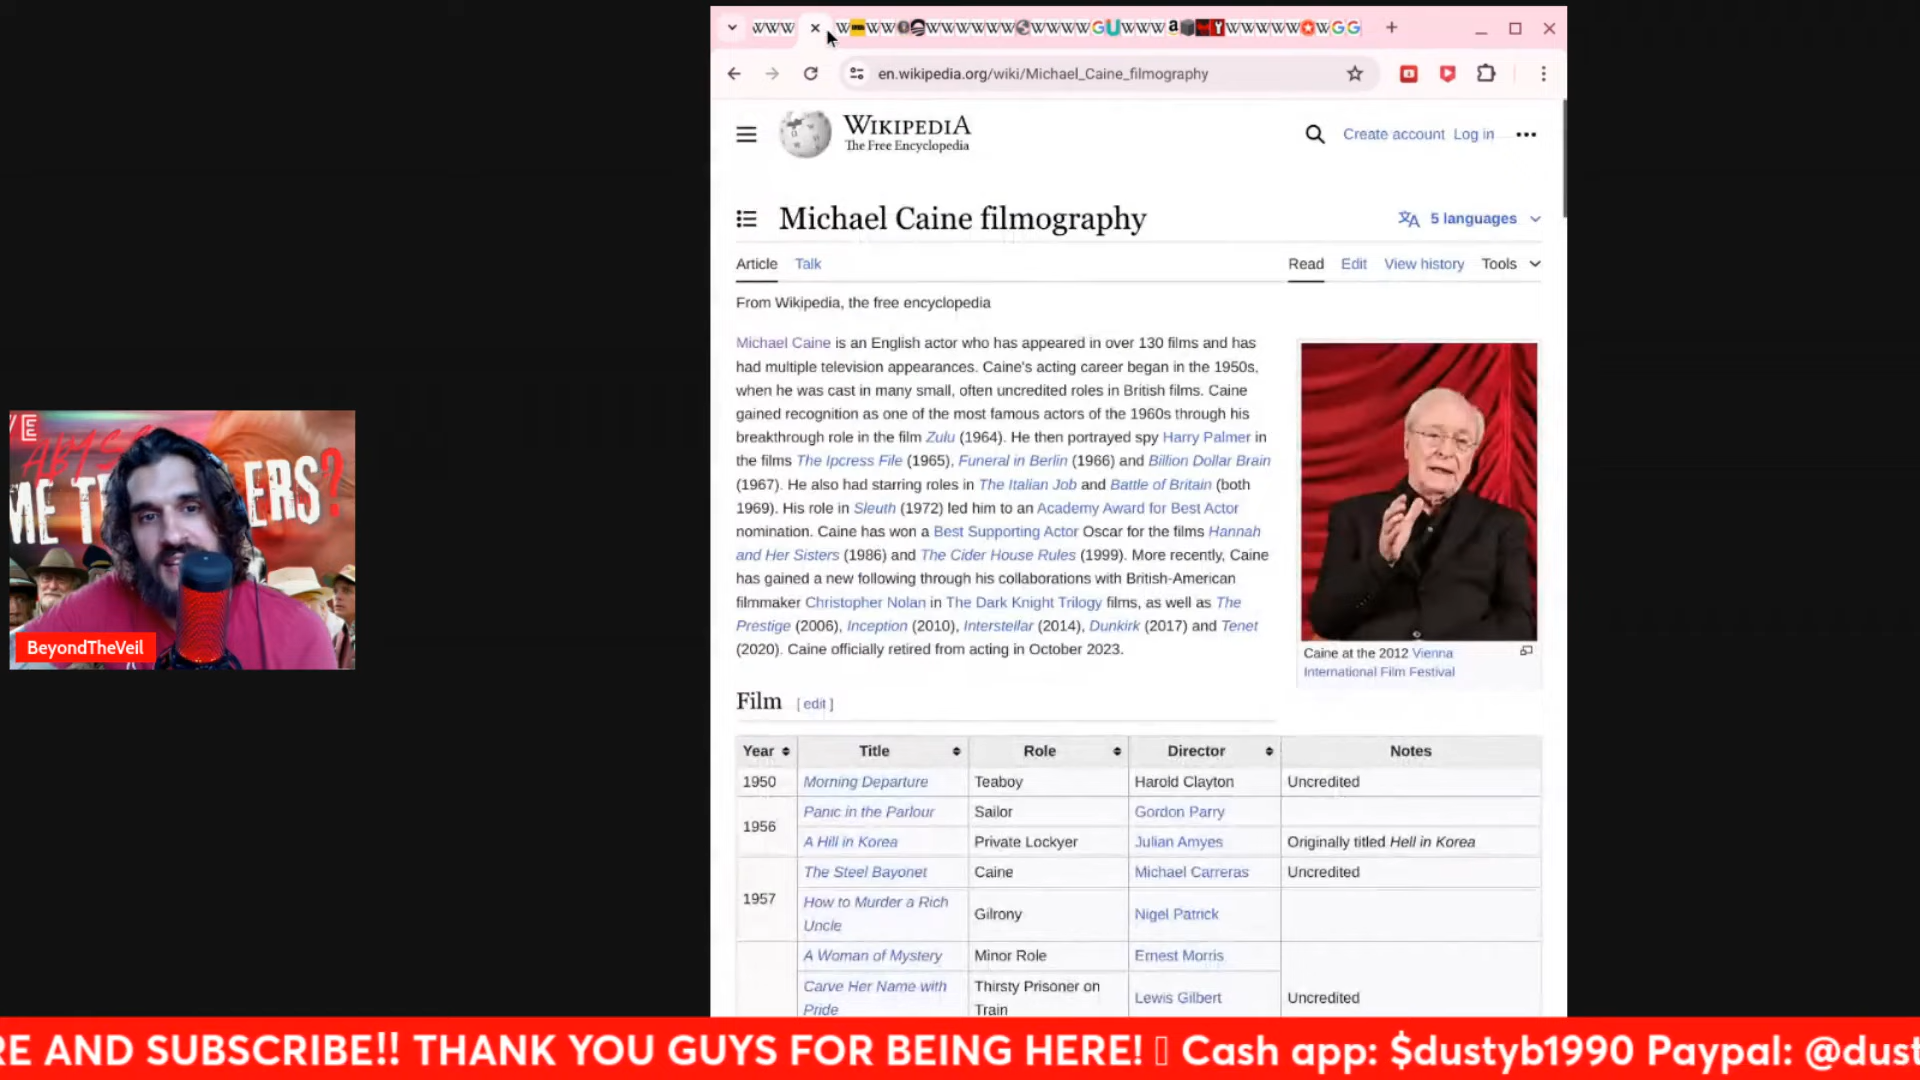 en.wikipedia.org/wiki/Michael_Caine_filmography
WIKIPEDIA
The Free Encyclopedia
Create account Log in
Michael Caine filmography
5 languages
Article Talk
Read Edit View history Tools
From Wikipedia, the free encyclopedia
Michael Caine is an English actor who has appeared in over 130 films and has
had multiple television appearances. Caine's acting career began in the 1950s,
when he was cast in many small, often uncredited roles in British films. Caine
gained recognition as one of the most famous actors of the 1960s through his
breakthrough role in the film Zulu (1964). He then portrayed spy Harry Palmer in
the films The Ipcress File (1965), Funeral in Berlin (1966) and Billion Dollar Brain
(1967). He also had starring roles in The Italian Job and Battle of Britain (both
1969). His role in Sleuth (1972) led him to an Academy Award for Best Actor
nomination. Caine has won a Best Supporting Actor Oscar for the films Hannah
and Her Sisters (1986) and The Cider House Rules (1999). More recently, Caine
has gained a new following through his collaborations with British-American
filmmaker Christopher Nolan in The Dark Knight Trilogy films, as well as The
Prestige (2006), Inception (2010), Interstellar (2014), Dunkirk (2017) and Tenet
(2020). Caine officially retired from acting in October 2023.
Caine at the 2012 Vienna
International Film Festival
Film [ edit ]
Year Title Role Director Notes
1950 Morning Departure Teaboy Harold Clayton Uncredited
1956 Panic in the Parlour Sailor Gordon Parry
A Hill in Korea Private Lockyer Julian Amyes Originally titled Hell in Korea
1957 The Steel Bayonet Caine Michael Carreras Uncredited
How to Murder a Rich
Uncle Gilrony Nigel Patrick
A Woman of Mystery Minor Role Ernest Morris
Carve Her Name with
Pride Thirsty Prisoner on
Train Lewis Gilbert Uncredited
ERS?
BeyondTheVeil
RE AND SUBSCRIBE!! THANK YOU GUYS FOR BEING HERE! Cash app: $dustyb1990 Paypal: @dust